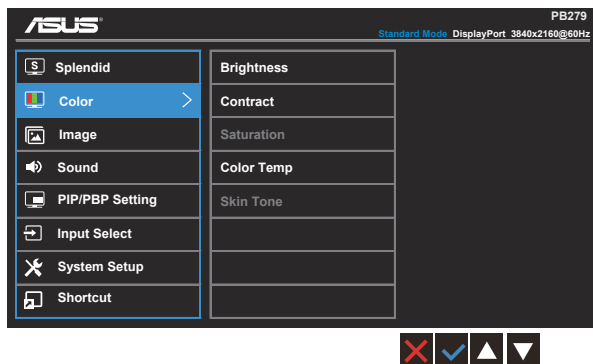 ASUS
PB279
Standard Mode DisplayPort 3840x2160@60Hz
S Splendid
Color
Image
Sound
PIP/PBP Setting
Input Select
System Setup
Shortcut
Brightness
Contract
Saturation
Color Temp
Skin Tone